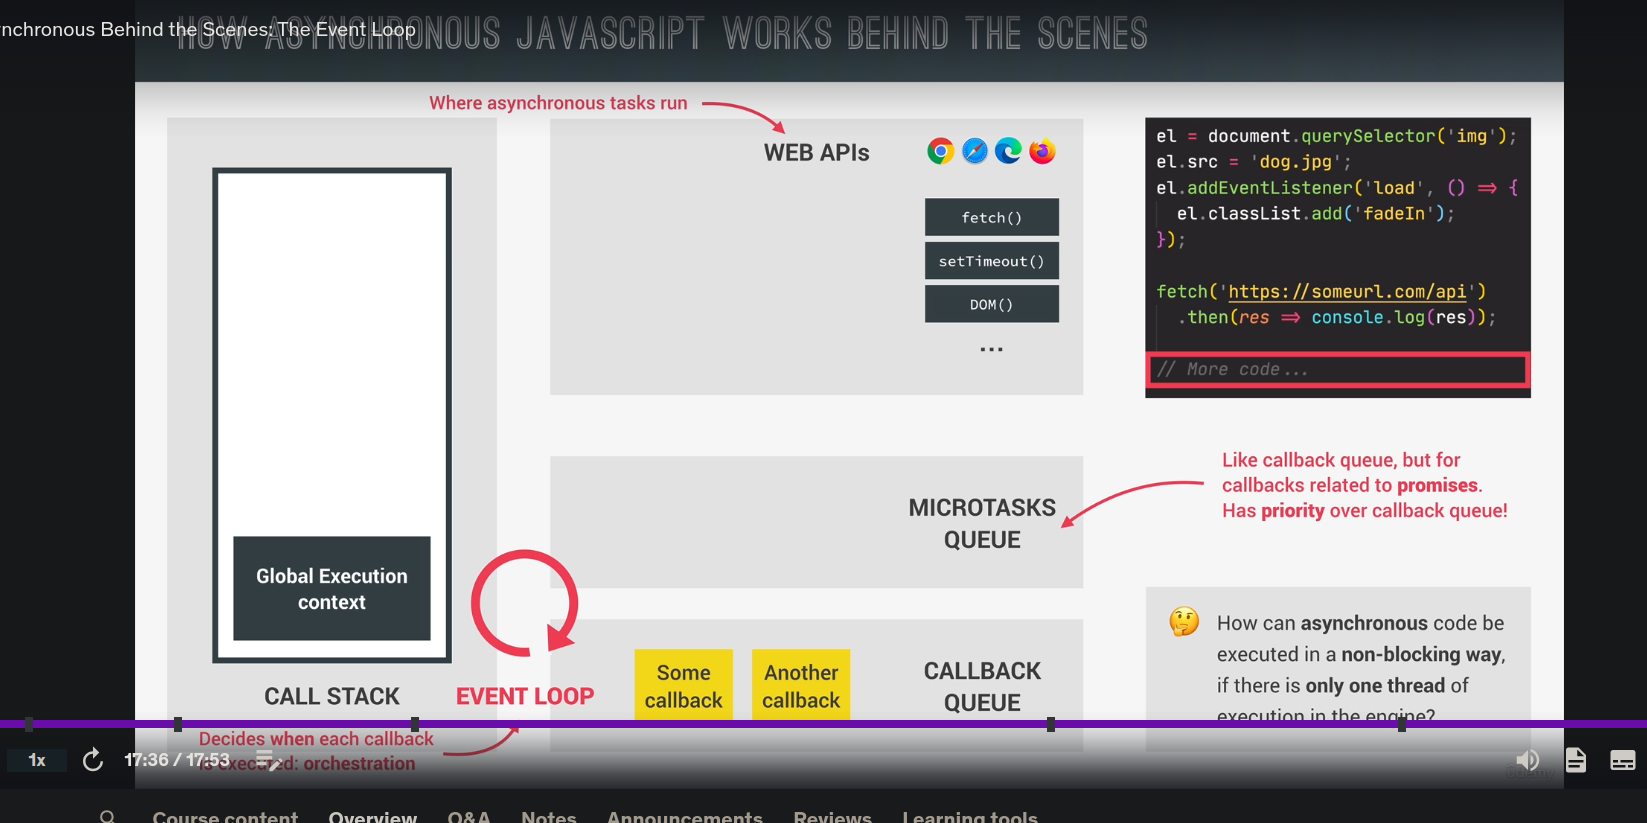 nchronous Behind the Scenes: The Event Loop
HOW ASYNCHRONOUS JAVASCRIPT WORKS BEHIND THE SCENES
Where asynchronous tasks run
WEB APIs
fetch()
setTimeout()
DOM()
...
el = document.querySelector('img');
el.src = 'dog.jpg';
el.addEventListener('load', () => {
el.classList.add('fadeIn');
});
fetch('https://someurl.com/api')
.then(res => console.log(res));
// More code...
Like callback queue, but for
callbacks related to promises.
Has priority over callback queue!
MICROTASKS
QUEUE
Global Execution
context
CALL STACK
EVENT LOOP
Some
callback
Another
callback
CALLBACK
QUEUE
🤔 How can asynchronous code be
executed in a non-blocking way,
if there is only one thread of
execution in the engine?
Decides when each callback
is executed: orchestration
1x
17:36 / 17:53
Course content
Overview
Q&A
Notes
Announcements
Reviews
Learning tools